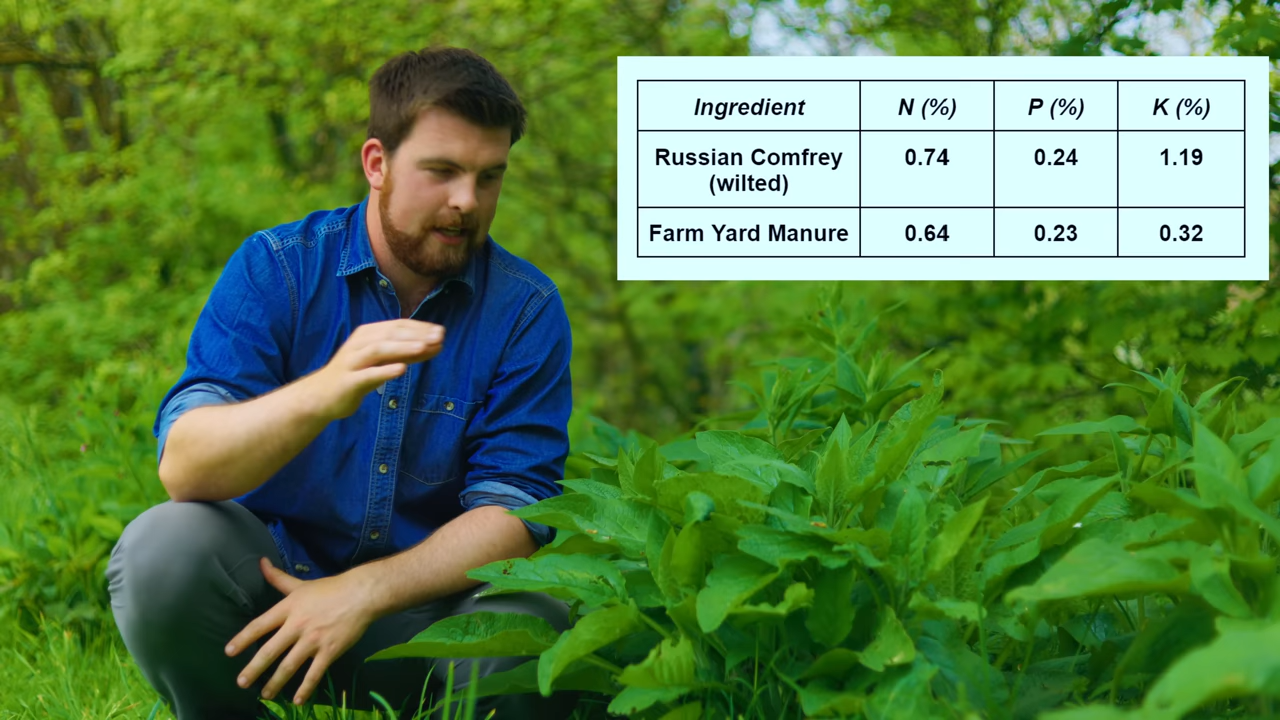 Ingredient N (%) P (%) K (%)
Russian Comfrey (wilted) 0.74 0.24 1.19
Farm Yard Manure 0.64 0.23 0.32